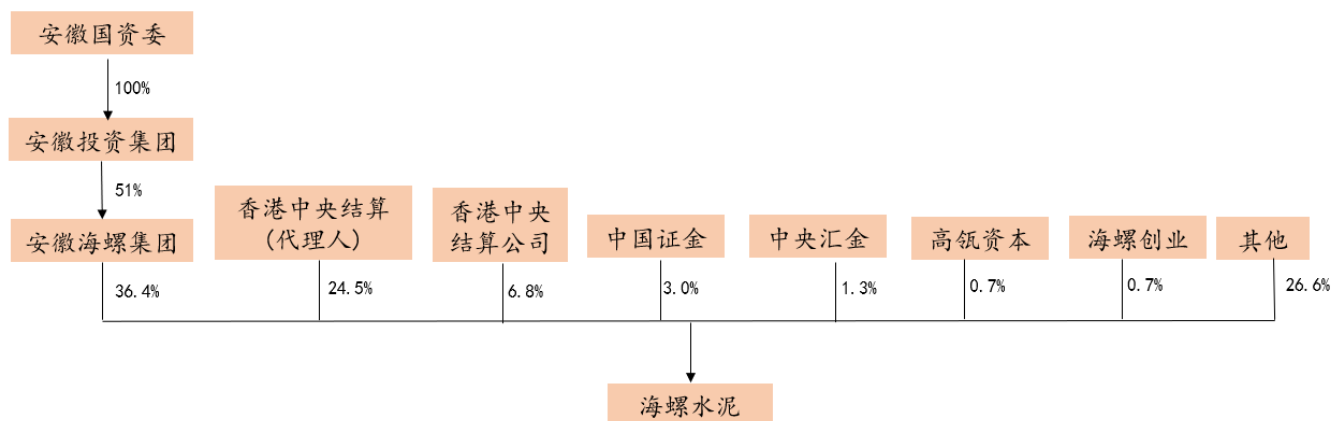 安徽国资委
100%
安徽投资集团
51%
安徽海螺集团
香港中央结算
(代理人)
香港中央
结算公司
中国证金
中央汇金
高瓴资本
海螺创业
其他
36.4%
24.5%
6.8%
3.0%
1.3%
0.7%
0.7%
26.6%
海螺水泥